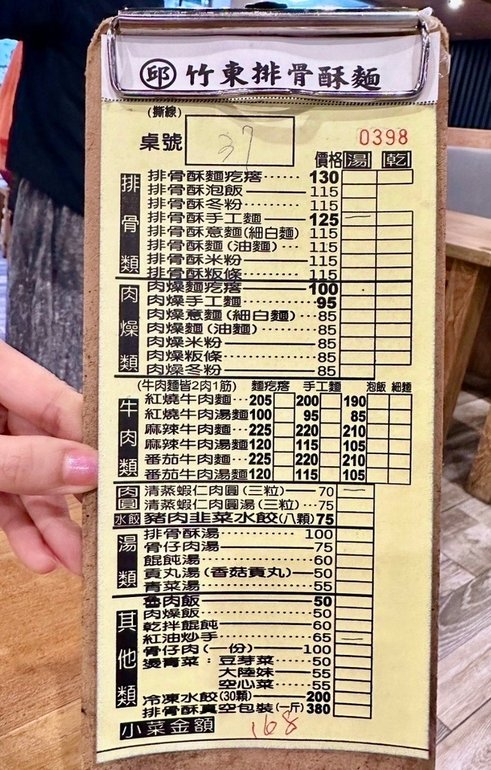 邱 竹東排骨酥麵
(撕線)
桌號 37 0398
價格 湯 乾
排骨類
排骨酥麵疙瘩 130
排骨酥泡飯 115
排骨酥冬粉 115
排骨酥手工麵 125 一
排骨酥意麵(細白麵) 115
排骨酥麵(油麵) 115
排骨酥米粉 115
排骨酥粄條 115
肉燥類
肉燥麵疙瘩 100
肉燥手工麵 95
肉燥意麵(細白麵) 85
肉燥麵(油麵) 85
肉燥米粉 85
肉燥粄條 85
肉燥冬粉 85
牛肉類
(牛肉麵皆2肉1筋) 麵疙瘩 手工麵 泡飯 細麵
紅燒牛肉麵 205 200 190
紅燒牛肉湯麵 100 95 85
麻辣牛肉麵 225 220 210
麻辣牛肉湯麵 120 115 105
番茄牛肉麵 225 220 210
番茄牛肉湯麵 120 115 105
肉圓
清蒸蝦仁肉圓(三粒) 70 一
清蒸蝦仁肉圓湯(三粒) 75
水餃 豬肉韭菜水餃(八顆) 75
湯類
排骨酥湯 100
骨仔肉湯 75
餛飩湯 60
貢丸湯(香菇貢丸) 50
青菜湯 55
其他類
魯肉飯 50
肉燥飯 50
乾拌餛飩 60
紅油炒手 65 一
骨仔肉(一份) 100
燙青菜：豆芽菜 50
大陸妹 55
空心菜 55
冷凍水餃(30顆) 200
排骨酥真空包裝(一斤) 380
小菜金額 168